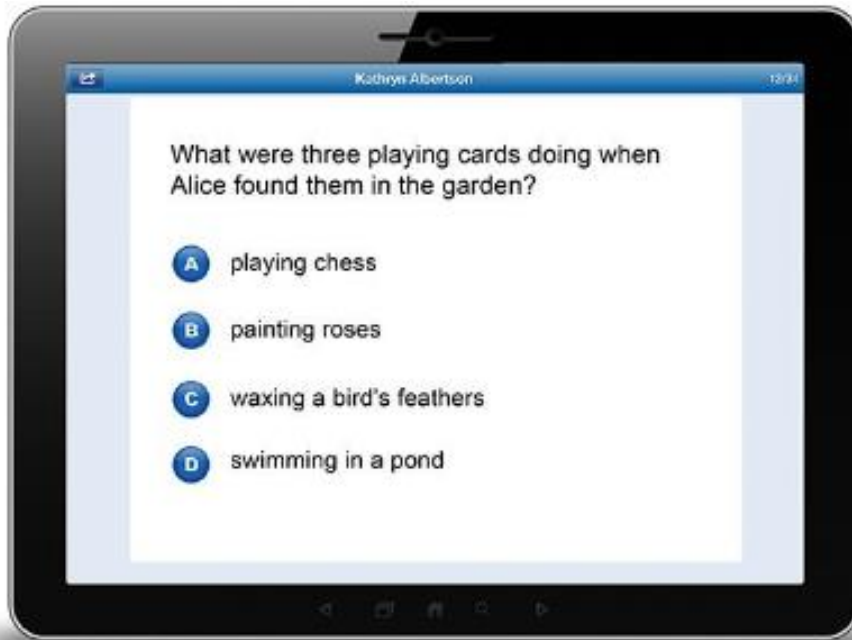 Kathryn Albertson
What were three playing cards doing when
Alice found them in the garden?
A playing chess
B painting roses
C waxing a bird's feathers
D swimming in a pond